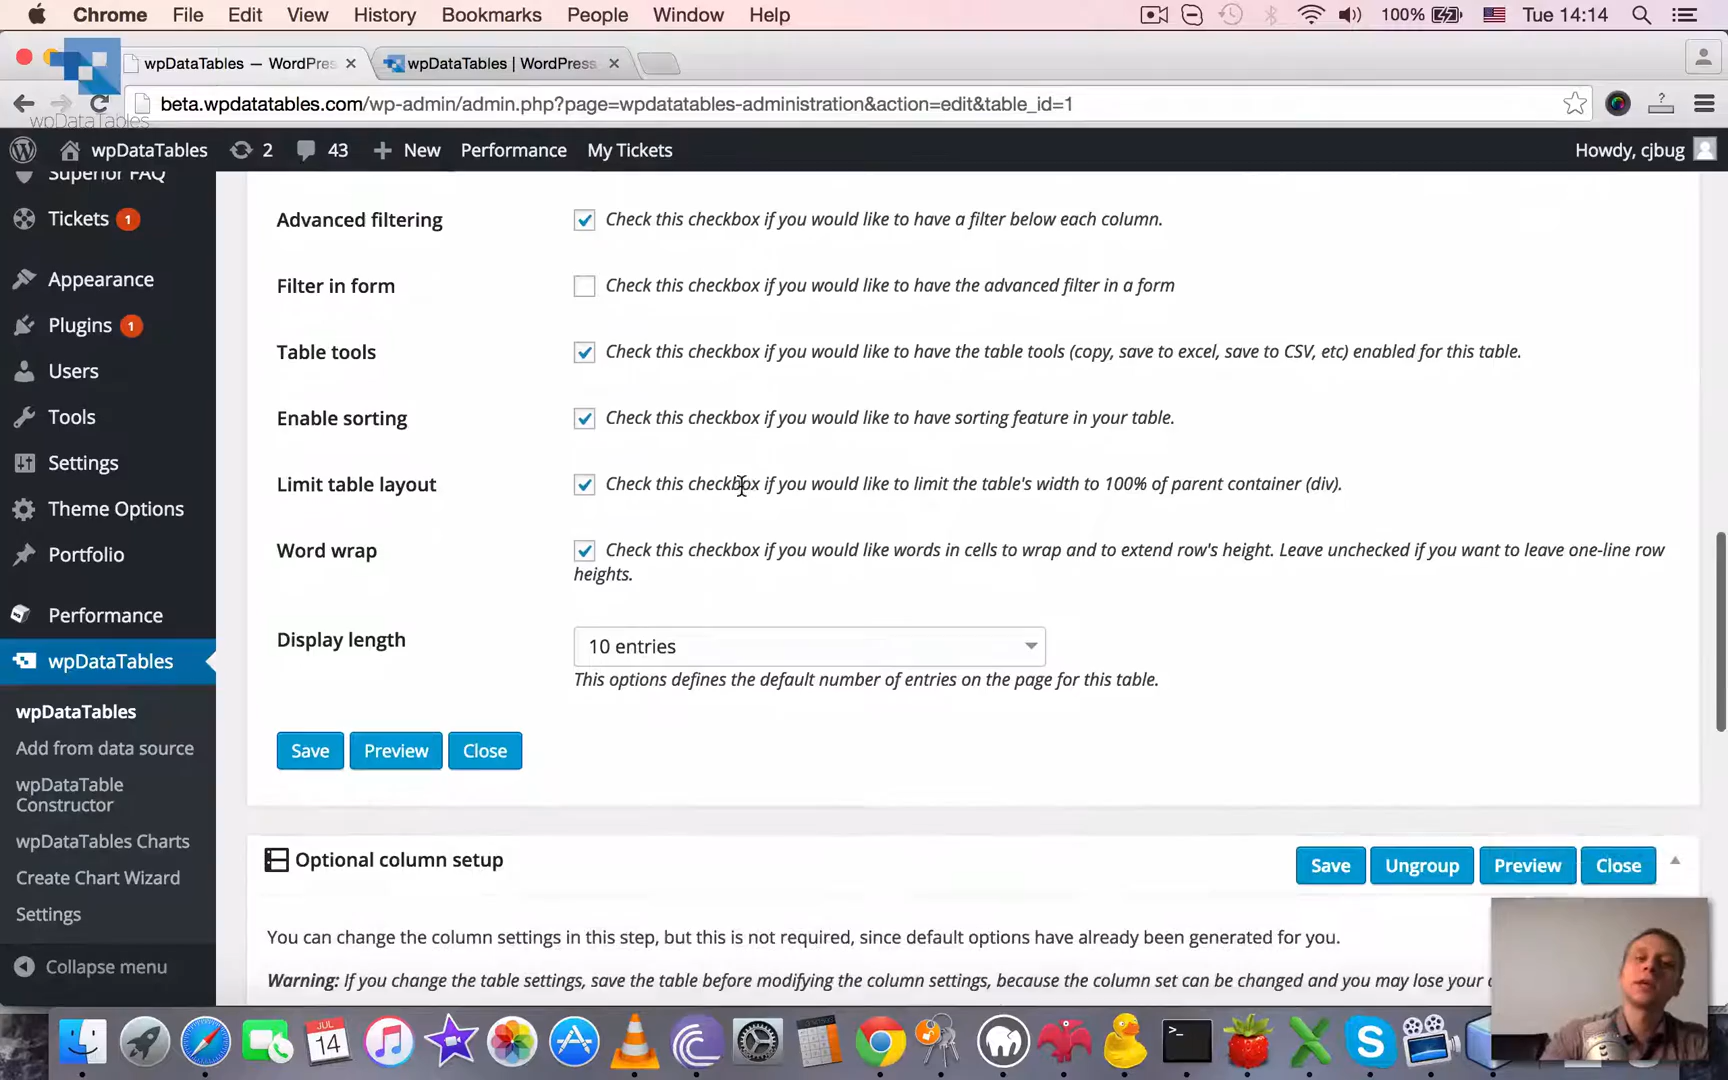 Chrome File Edit View History Bookmarks People Window Help 100% Tue 14:14
wpDataTables — WordPres
wpDataTables | WordPress
beta.wpdatatables.com/wp-admin/admin.php?page=wpdatatables-administration&action=edit&table_id=1
wpDataTables
wpDataTables 2 43 New Performance My Tickets Howdy, cjbug
Superior FAQ
Tickets 1
Appearance
Plugins 1
Users
Tools
Settings
Theme Options
Portfolio
Performance
wpDataTables
wpDataTables
Add from data source
wpDataTable
Constructor
wpDataTables Charts
Create Chart Wizard
Settings
Collapse menu
Advanced filtering Check this checkbox if you would like to have a filter below each column.
Filter in form Check this checkbox if you would like to have the advanced filter in a form
Table tools Check this checkbox if you would like to have the table tools (copy, save to excel, save to CSV, etc) enabled for this table.
Enable sorting Check this checkbox if you would like to have sorting feature in your table.
Limit table layout Check this checkbox if you would like to limit the table's width to 100% of parent container (div).
Word wrap Check this checkbox if you would like words in cells to wrap and to extend row's height. Leave unchecked if you want to leave one-line row
heights.
Display length 10 entries
This options defines the default number of entries on the page for this table.
Save Preview Close
Optional column setup Save Ungroup Preview Close
You can change the column settings in this step, but this is not required, since default options have already been generated for you.
Warning: If you change the table settings, save the table before modifying the column settings, because the column set can be changed and you may lose your
JUL
14